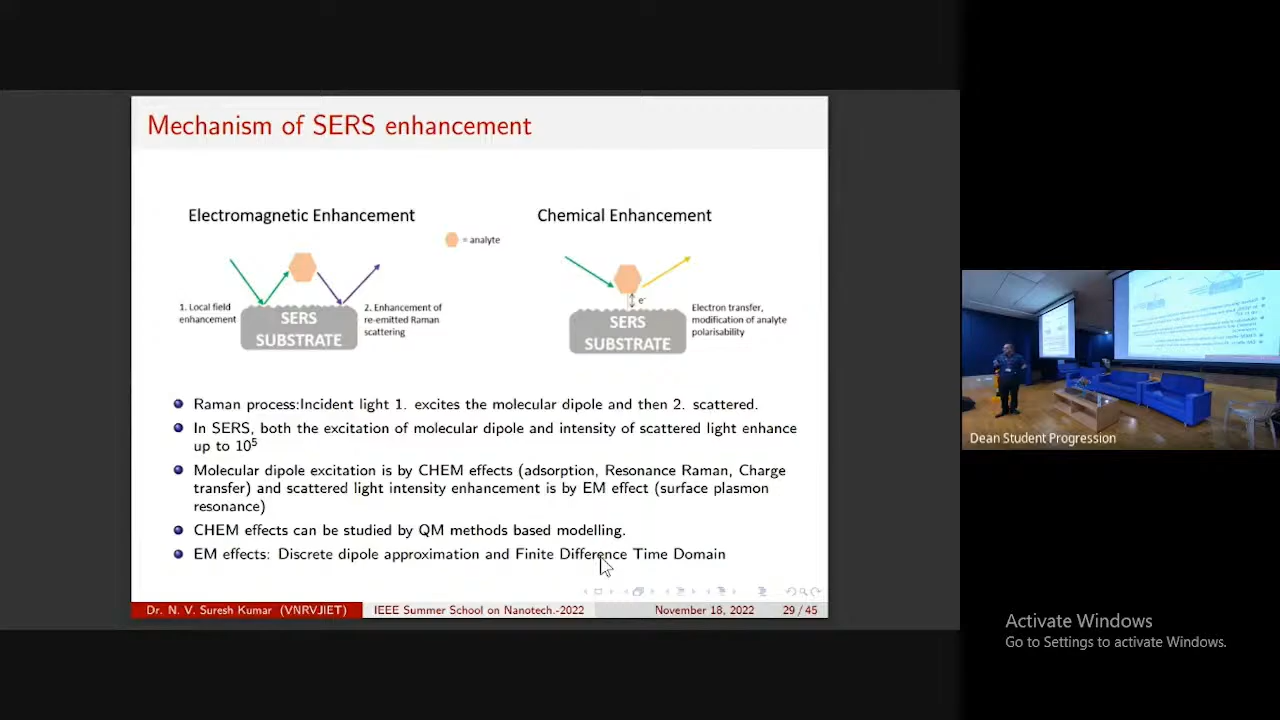 Mechanism of SERS enhancement
Electromagnetic Enhancement
Chemical Enhancement
= analyte
1. Local field
enhancement
SERS
SUBSTRATE
2. Enhancement of
re-emitted Raman
scattering
e-
SERS
SUBSTRATE
Electron transfer,
modification of analyte
polarisability
Raman process:Incident light 1. excites the molecular dipole and then 2. scattered.
In SERS, both the excitation of molecular dipole and intensity of scattered light enhance
up to 10⁵
Molecular dipole excitation is by CHEM effects (adsorption, Resonance Raman, Charge
transfer) and scattered light intensity enhancement is by EM effect (surface plasmon
resonance)
CHEM effects can be studied by QM methods based modelling.
EM effects: Discrete dipole approximation and Finite Difference Time Domain
Dr. N. V. Suresh Kumar (VNRVJIET)
IEEE Summer School on Nanotech.-2022
November 18, 2022
29 / 45
Dean Student Progression
Activate Windows
Go to Settings to activate Windows.